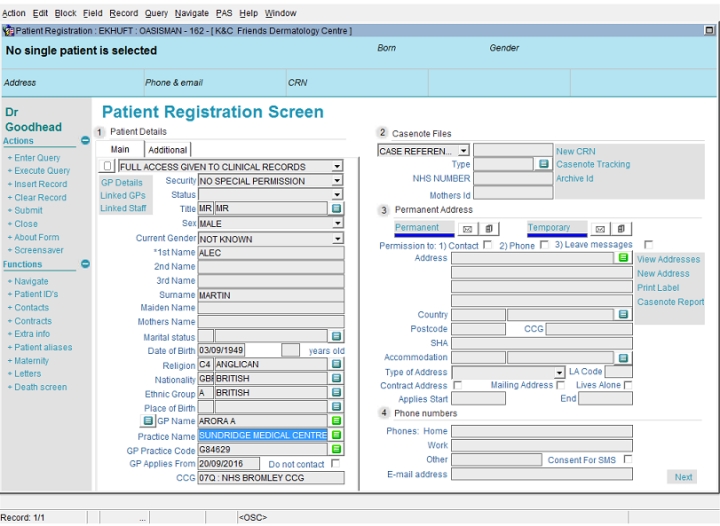 Action Edit Block Field Record Query Navigate PAS Help Window
Patient Registration : EKHUFT : OASISMAN - 162 - [ K&C Friends Dermatology Centre ]
No single patient is selected
Born
Gender
Address
Phone & email
CRN
Dr
Goodhead
Actions
+ Enter Query
+ Execute Query
+ Insert Record
+ Clear Record
+ Submit
+ Close
+ About Form
+ Screensaver
Functions
+ Navigate
+ Patient ID's
+ Contacts
+ Contracts
+ Extra info
+ Patient aliases
+ Maternity
+ Letters
+ Death screen
Patient Registration Screen
1 Patient Details
Main Additional
FULL ACCESS GIVEN TO CLINICAL RECORDS
GP Details
Linked GPs
Linked Staff
Security NO SPECIAL PERMISSION
Status
Title MR MR
Sex MALE
Current Gender NOT KNOWN
*1st Name ALEC
2nd Name
3rd Name
Surname MARTIN
Maiden Name
Mothers Name
Marital status
Date of Birth 03/09/1949 years old
Religion C4 ANGLICAN
Nationality GBI BRITISH
Ethnic Group A BRITISH
Place of Birth
GP Name ARORA A
Practice Name SUNDRIDGE MEDICAL CENTRE
GP Practice Code G84629
GP Applies From 20/09/2016 Do not contact
CCG 07Q : NHS BROMLEY CCG
2 Casenote Files
CASE REFEREN...
New CRN
Type
Casenote Tracking
NHS NUMBER
Archive Id
Mothers Id
3 Permanent Address
Permanent
Temporary
Permission to: 1) Contact 2) Phone 3) Leave messages
Address
View Addresses
New Address
Print Label
Casenote Report
Country
Postcode CCG
SHA
Accommodation
Type of Address LA Code
Contract Address Mailing Address Lives Alone
Applies Start End
4 Phone numbers
Phones: Home
Work
Other Consent For SMS
E-mail address
Next
Record: 1/1 ... <OSC>